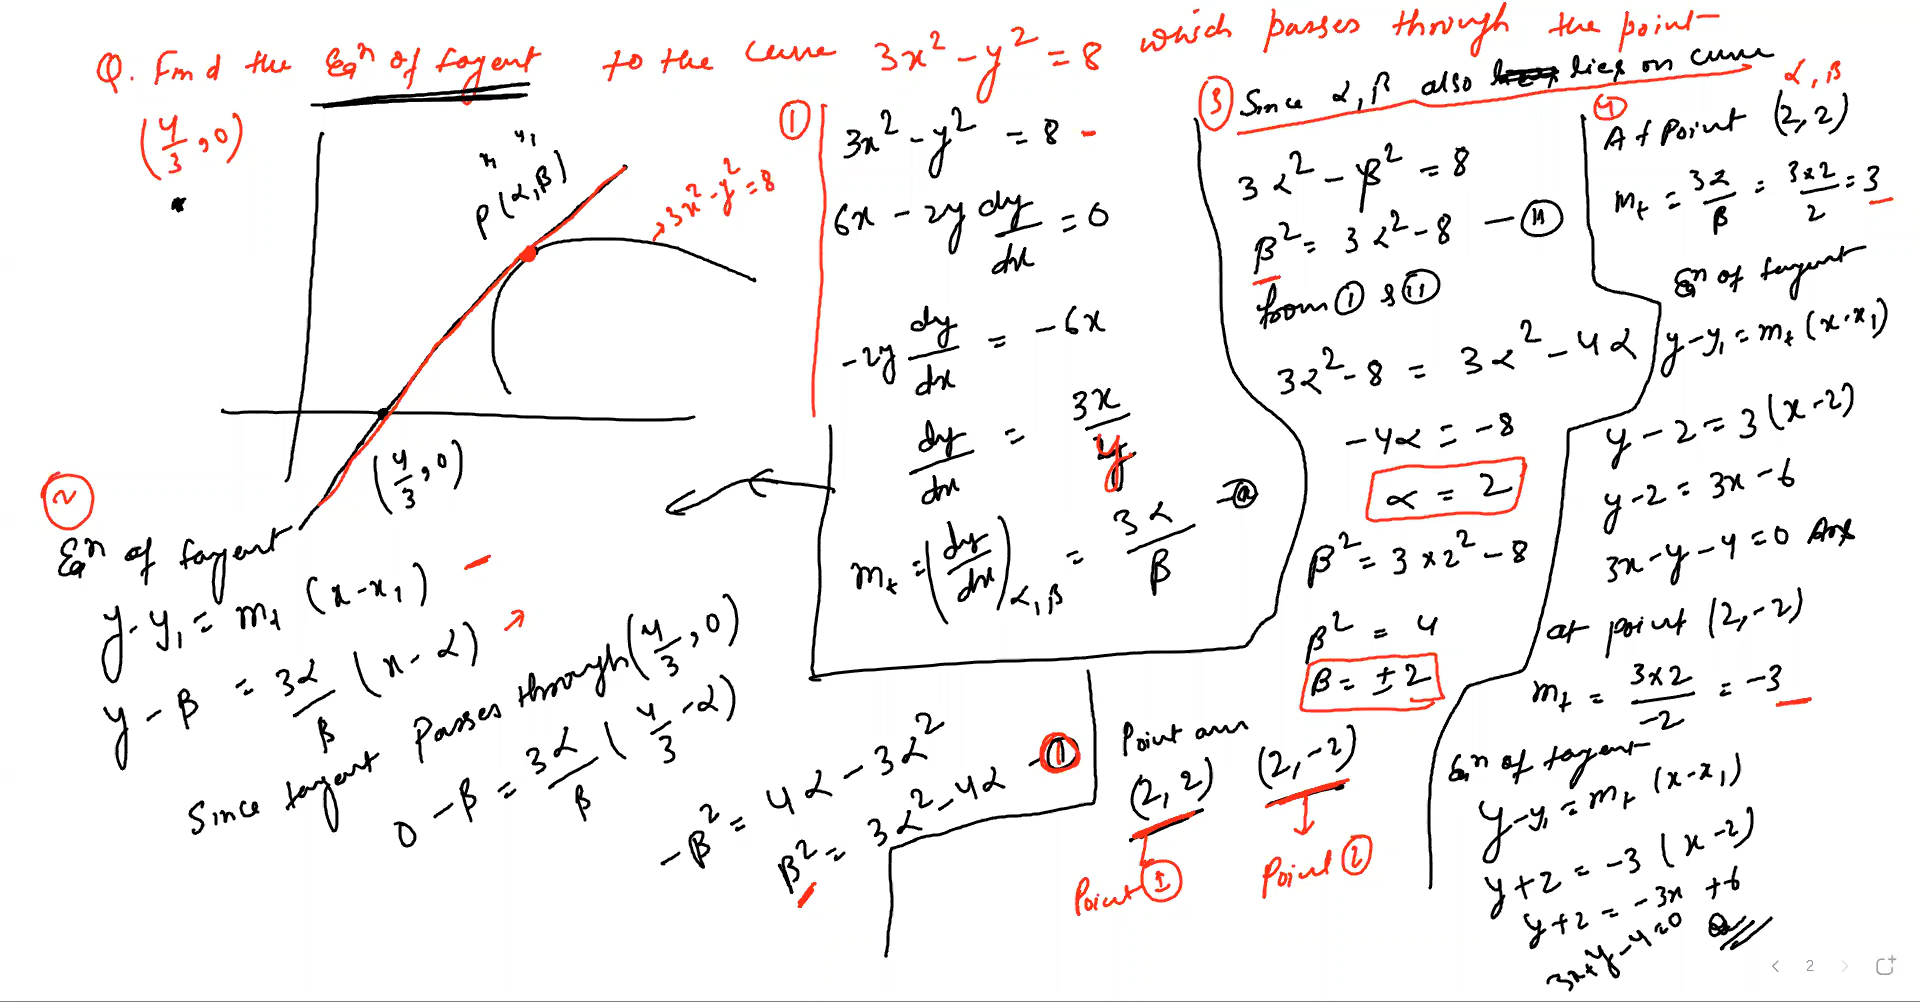 Q. Find the Eqn of tangent to the curve 3x² - y² = 8 which passes through the point
(4/3, 0)
x₁ y₁
P(α, β)
3x² - y² = 8
(4/3, 0)
①
3x² - y² = 8
6x - 2y dy/dx = 0
-2y dy/dx = -6x
dy/dx = 3x/y
mt = (dy/dx)α,β = 3α/β
②
Eqn of tangent
y - y₁ = mt (x - x₁)
y - β = 3α/β (x - α)
Since tangent Passes through (4/3, 0)
0 - β = 3α/β (4/3 - α)
-β² = 4α - 3α²
β² = 3α² - 4α - ①
③ Since α, β also lies on curve
3α² - β² = 8
β² = 3α² - 8 - ⑪
from ① & ⑪
3α² - 8 = 3α² - 4α
-4α = -8
α = 2
β² = 3 × 2² - 8
β² = 4
β = ± 2
Point are
(2, 2) (2, -2)
Point ① Point ②
④ α, β
At Point (2, 2)
mt = 3α/β = 3×2/2 = 3
Eqn of tangent
y - y₁ = mt (x - x₁)
y - 2 = 3(x - 2)
y - 2 = 3x - 6
3x - y - 4 = 0 Ans
at point (2, -2)
mt = 3×2/-2 = -3
Eqn of tangent
y - y₁ = mt (x - x₁)
y + 2 = -3 (x - 2)
y + 2 = -3x + 6
3x + y - 4 = 0
< 2 >